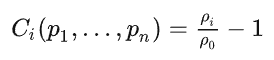 C_i(p_1, \ldots, p_n) = \frac{\rho_i}{\rho_0} - 1